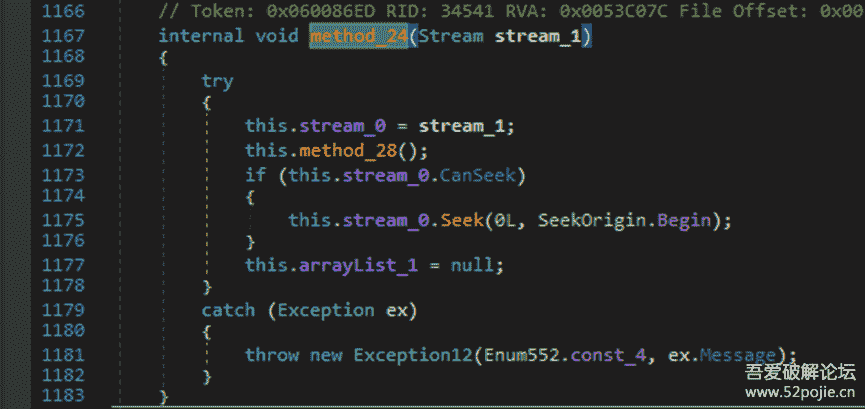 1166 // Token: 0x060086ED RID: 34541 RVA: 0x0053C07C File Offset: 0x00
1167 internal void method_24(Stream stream_1)
1168 {
1169 try
1170 {
1171 this.stream_0 = stream_1;
1172 this.method_28();
1173 if (this.stream_0.CanSeek)
1174 {
1175 this.stream_0.Seek(0L, SeekOrigin.Begin);
1176 }
1177 this.arrayList_1 = null;
1178 }
1179 catch (Exception ex)
1180 {
1181 throw new Exception12(Enum552.const_4, ex.Message);
1182 }
1183 }
吾爱破解论坛
www.52pojie.cn